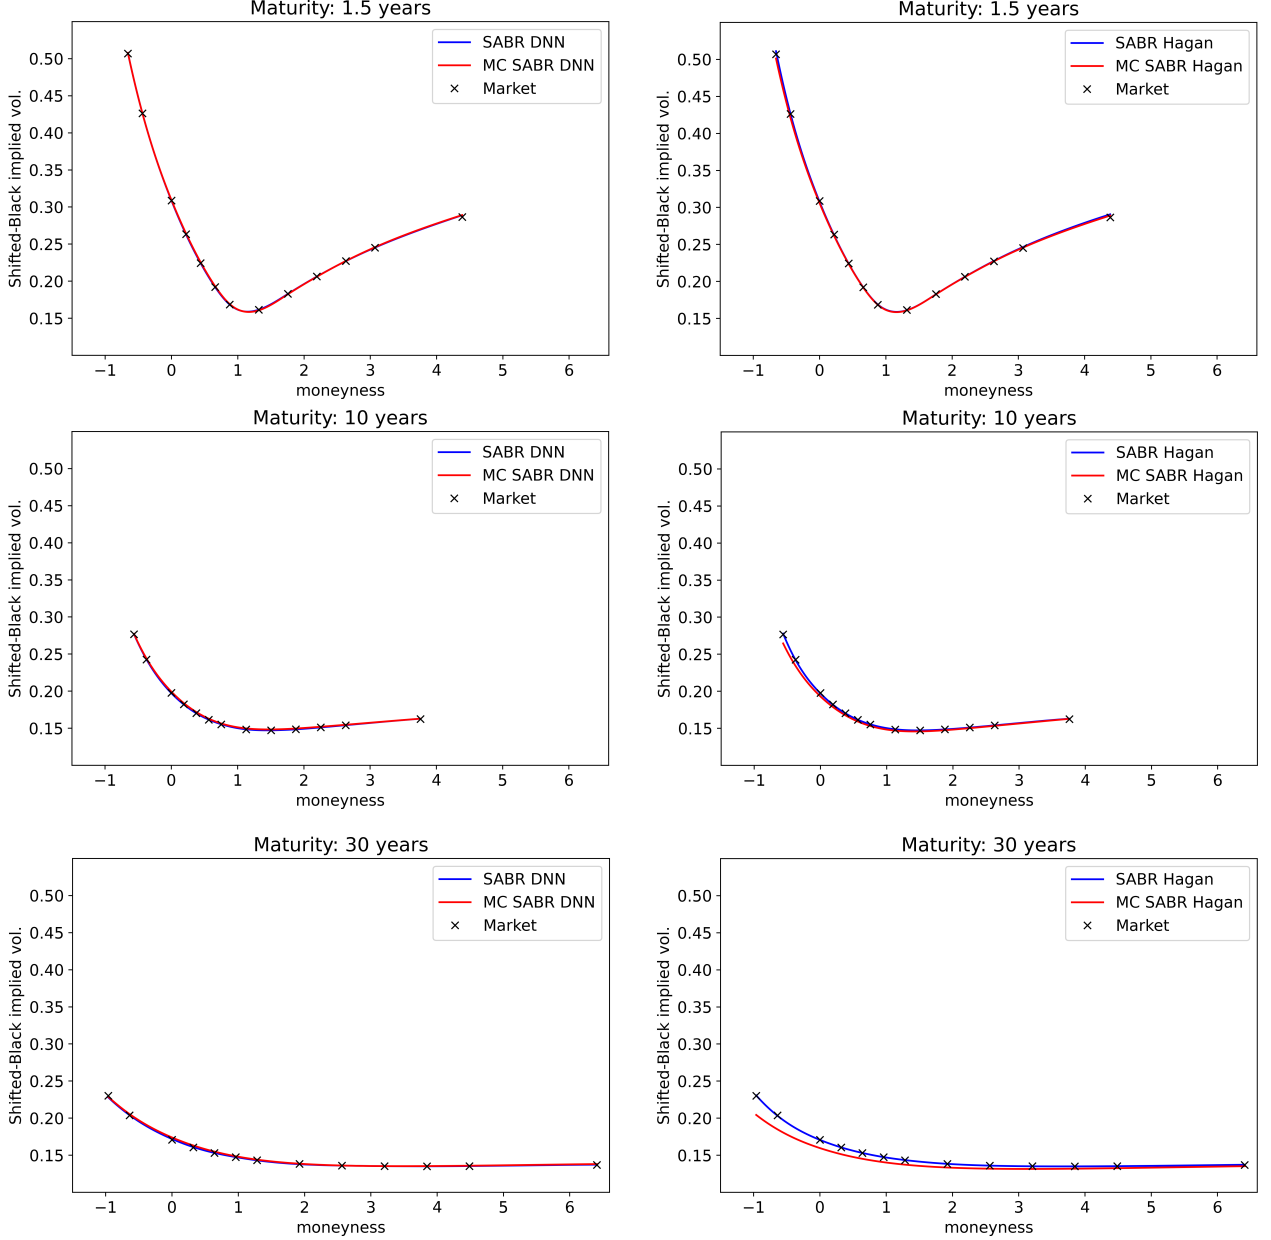 Maturity: 1.5 years
Shifted-Black implied vol.
0.50
0.45
0.40
0.35
0.30
0.25
0.20
0.15
SABR DNN
MC SABR DNN
Market
−1 0 1 2 3 4 5 6
moneyness
Maturity: 1.5 years
Shifted-Black implied vol.
0.50
0.45
0.40
0.35
0.30
0.25
0.20
0.15
SABR Hagan
MC SABR Hagan
Market
−1 0 1 2 3 4 5 6
moneyness
Maturity: 10 years
Shifted-Black implied vol.
0.50
0.45
0.40
0.35
0.30
0.25
0.20
0.15
SABR DNN
MC SABR DNN
Market
−1 0 1 2 3 4 5 6
moneyness
Maturity: 10 years
Shifted-Black implied vol.
0.50
0.45
0.40
0.35
0.30
0.25
0.20
0.15
SABR Hagan
MC SABR Hagan
Market
−1 0 1 2 3 4 5 6
moneyness
Maturity: 30 years
Shifted-Black implied vol.
0.50
0.45
0.40
0.35
0.30
0.25
0.20
0.15
SABR DNN
MC SABR DNN
Market
−1 0 1 2 3 4 5 6
moneyness
Maturity: 30 years
Shifted-Black implied vol.
0.50
0.45
0.40
0.35
0.30
0.25
0.20
0.15
SABR Hagan
MC SABR Hagan
Market
−1 0 1 2 3 4 5 6
moneyness